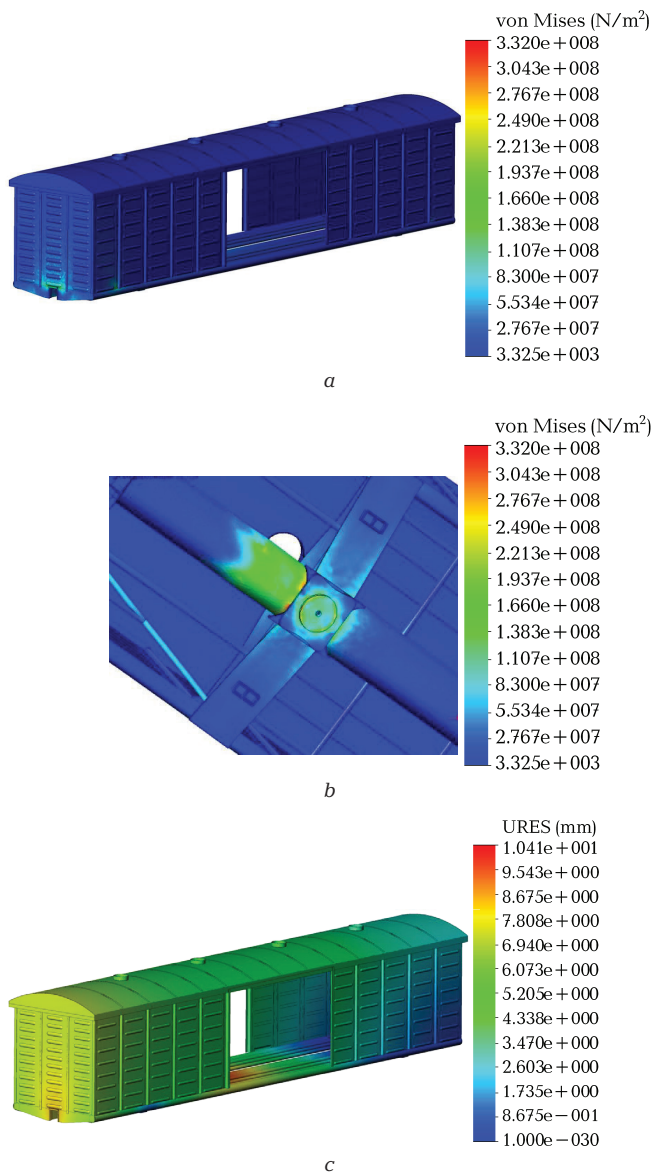 von Mises (N/m²)
3.320e+008
3.043e+008
2.767e+008
2.490e+008
2.213e+008
1.937e+008
1.660e+008
1.383e+008
1.107e+008
8.300e+007
5.534e+007
2.767e+007
3.325e+003
a
von Mises (N/m²)
3.320e+008
3.043e+008
2.767e+008
2.490e+008
2.213e+008
1.937e+008
1.660e+008
1.383e+008
1.107e+008
8.300e+007
5.534e+007
2.767e+007
3.325e+003
b
URES (mm)
1.041e+001
9.543e+000
8.675e+000
7.808e+000
6.940e+000
6.073e+000
5.205e+000
4.338e+000
3.470e+000
2.603e+000
1.735e+000
8.675e−001
1.000e−030
c